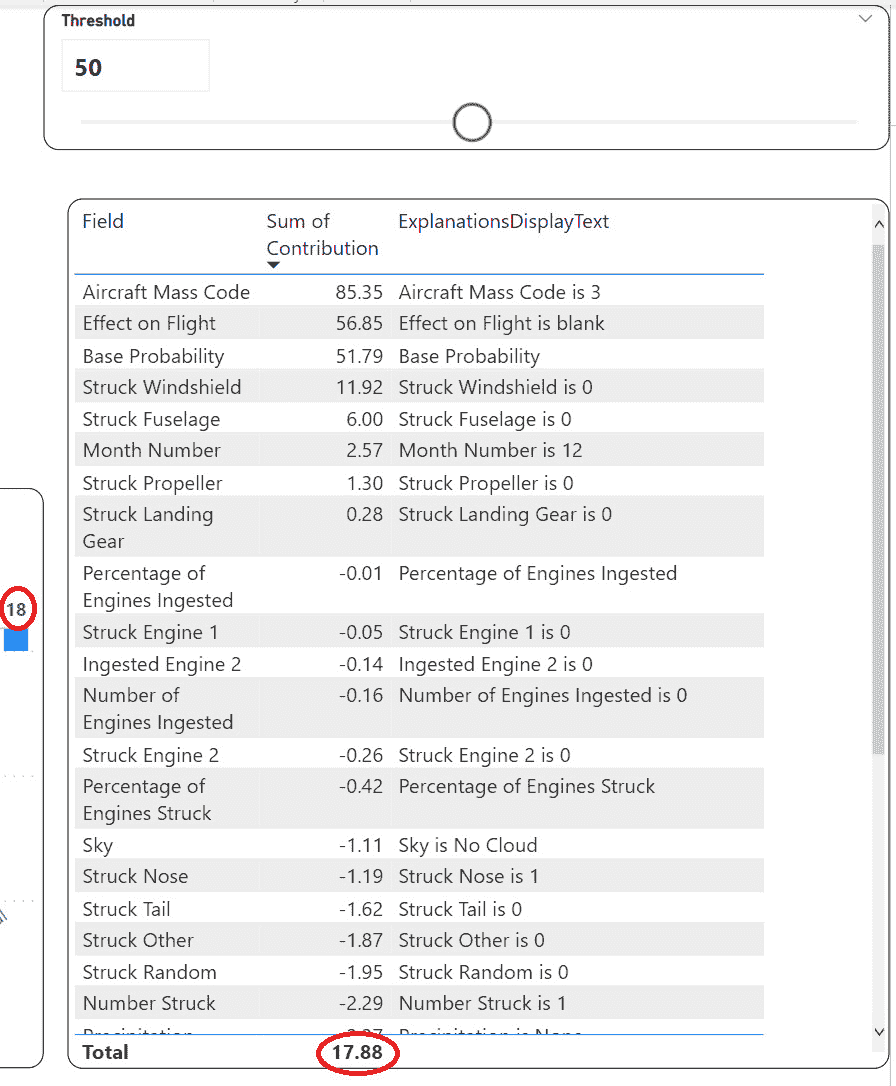 Threshold
50
Field Sum of Contribution ExplanationsDisplayText
Aircraft Mass Code 85.35 Aircraft Mass Code is 3
Effect on Flight 56.85 Effect on Flight is blank
Base Probability 51.79 Base Probability
Struck Windshield 11.92 Struck Windshield is 0
Struck Fuselage 6.00 Struck Fuselage is 0
Month Number 2.57 Month Number is 12
Struck Propeller 1.30 Struck Propeller is 0
Struck Landing 0.28 Struck Landing Gear is 0
Gear
Percentage of -0.01 Percentage of Engines Ingested
Engines Ingested
18
Struck Engine 1 -0.05 Struck Engine 1 is 0
Ingested Engine 2 -0.14 Ingested Engine 2 is 0
Number of -0.16 Number of Engines Ingested is 0
Engines Ingested
Struck Engine 2 -0.26 Struck Engine 2 is 0
Percentage of -0.42 Percentage of Engines Struck
Engines Struck
Sky -1.11 Sky is No Cloud
Struck Nose -1.19 Struck Nose is 1
Struck Tail -1.62 Struck Tail is 0
Struck Other -1.87 Struck Other is 0
Struck Random -1.95 Struck Random is 0
Number Struck -2.29 Number Struck is 1
Total 17.88